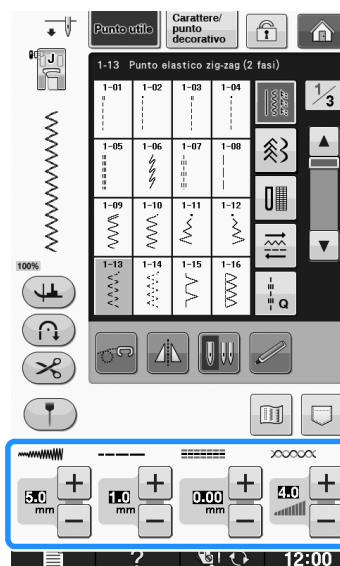 Punto utile
Carattere/
punto
decorativo
J
1-13 Punto elastico zig-zag (2 fasi)
1-01 1-02 1-03 1-04
1/3
1-05 1-06 1-07 1-08
1-09 1-10 1-11 1-12
1-13 1-14 1-15 1-16
Q
100%
5.0 mm
1.0 mm
0.00 mm
4.0
? 12:00